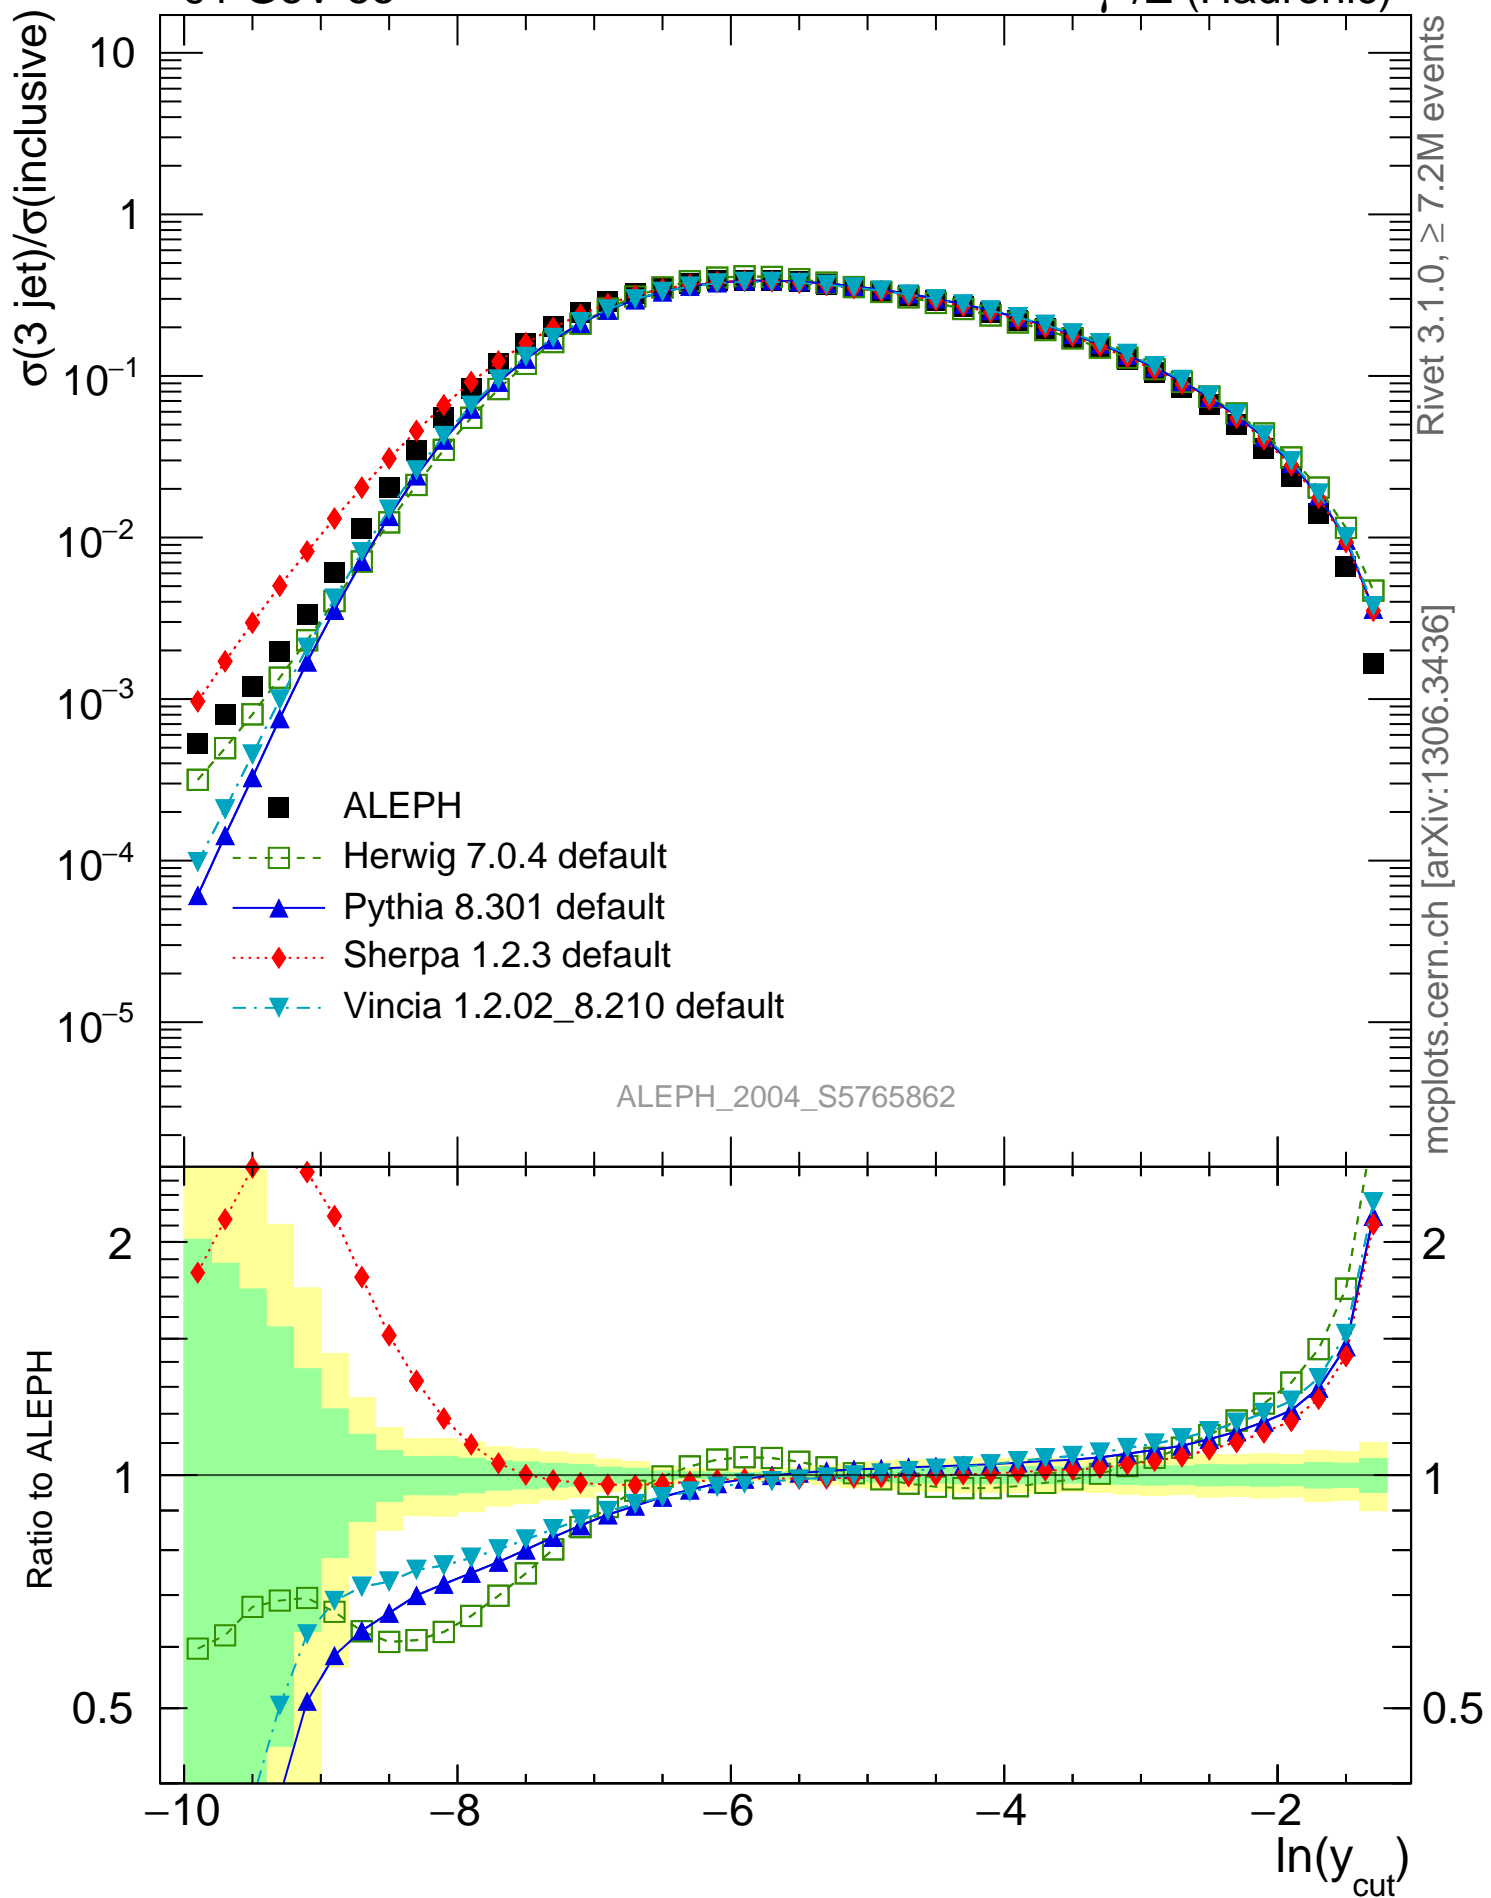 σ(3 jet)/σ(inclusive)
10
1
10⁻¹
10⁻²
10⁻³
10⁻⁴
10⁻⁵
ALEPH
Herwig 7.0.4 default
Pythia 8.301 default
Sherpa 1.2.3 default
Vincia 1.2.02_8.210 default
ALEPH_2004_S5765862
Rivet 3.1.0, ≥ 7.2M events
mcplots.cern.ch [arXiv:1306.3436]
Ratio to ALEPH
2
1
0.5
2
1
0.5
−10
−8
−6
−4
−2
ln(y_cut)